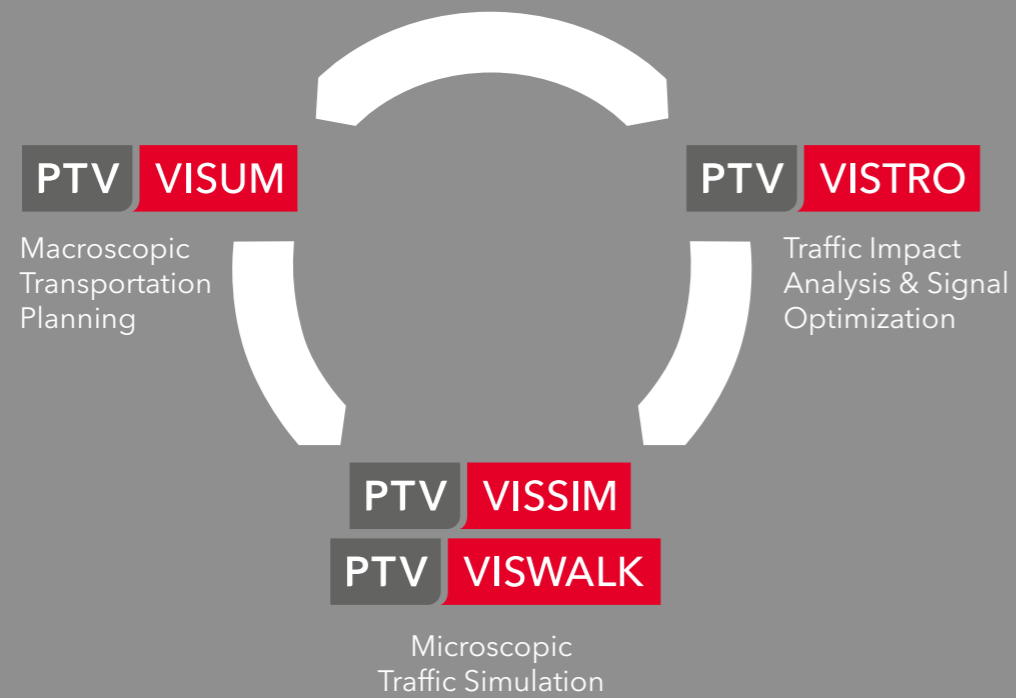 PTV VISUM
Macroscopic
Transportation
Planning
PTV VISTRO
Traffic Impact
Analysis & Signal
Optimization
PTV VISSIM
PTV VISWALK
Microscopic
Traffic Simulation